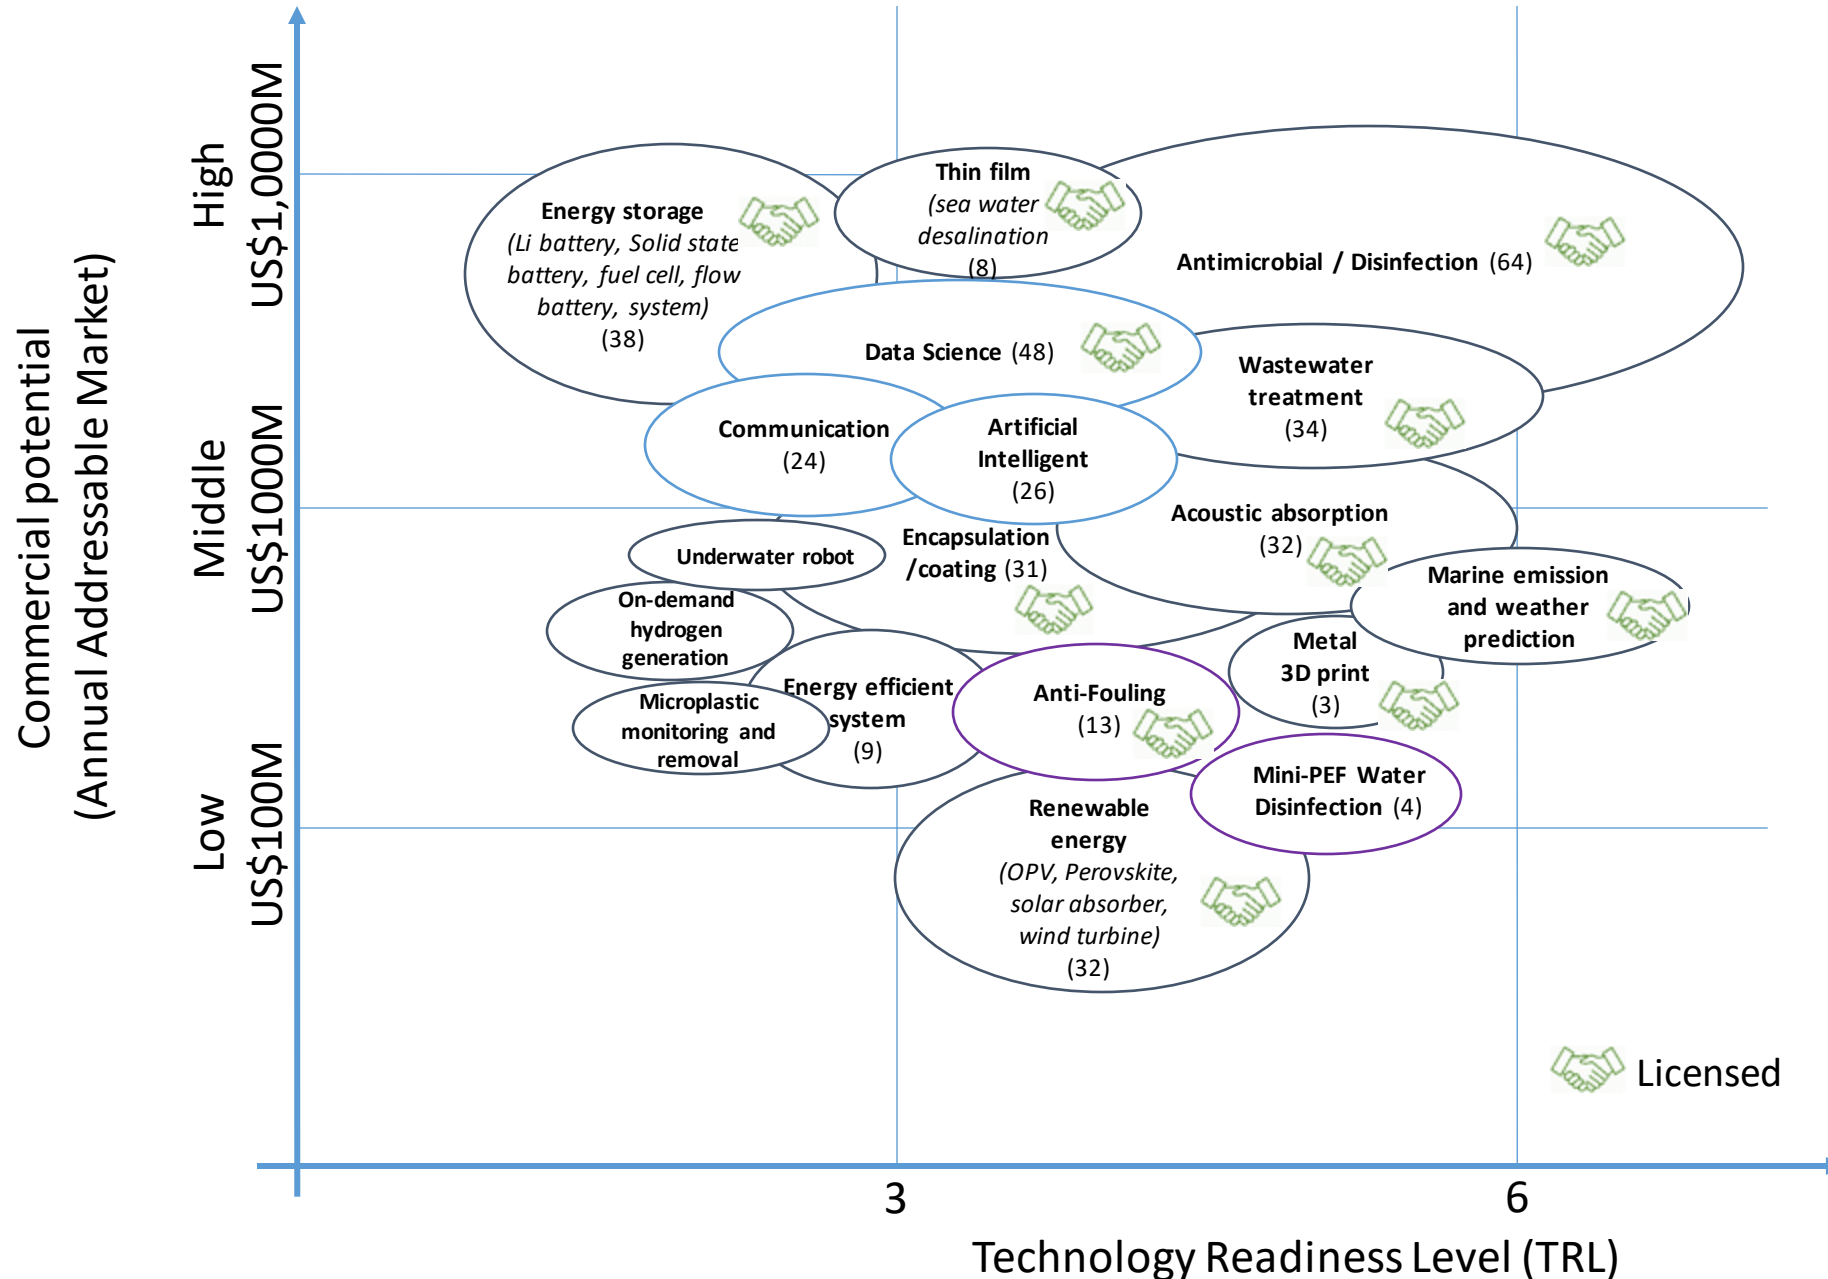 Commercial potential
(Annual Addressable Market)
High
US$1,0000M
Middle
US$1000M
Low
US$100M
Energy storage
(Li battery, Solid state
battery, fuel cell, flow
battery, system)
(38)
Thin film
(sea water
desalination
(8)
Antimicrobial / Disinfection (64)
Data Science (48)
Wastewater
treatment
(34)
Communication
(24)
Artificial
Intelligent
(26)
Acoustic absorption
(32)
Underwater robot
Encapsulation
/coating (31)
Marine emission
and weather
prediction
On-demand
hydrogen
generation
Metal
3D print
(3)
Energy efficient
system
(9)
Microplastic
monitoring and
removal
Anti-Fouling
(13)
Mini-PEF Water
Disinfection (4)
Renewable
energy
(OPV, Perovskite,
solar absorber,
wind turbine)
(32)
Licensed
3
6
Technology Readiness Level (TRL)